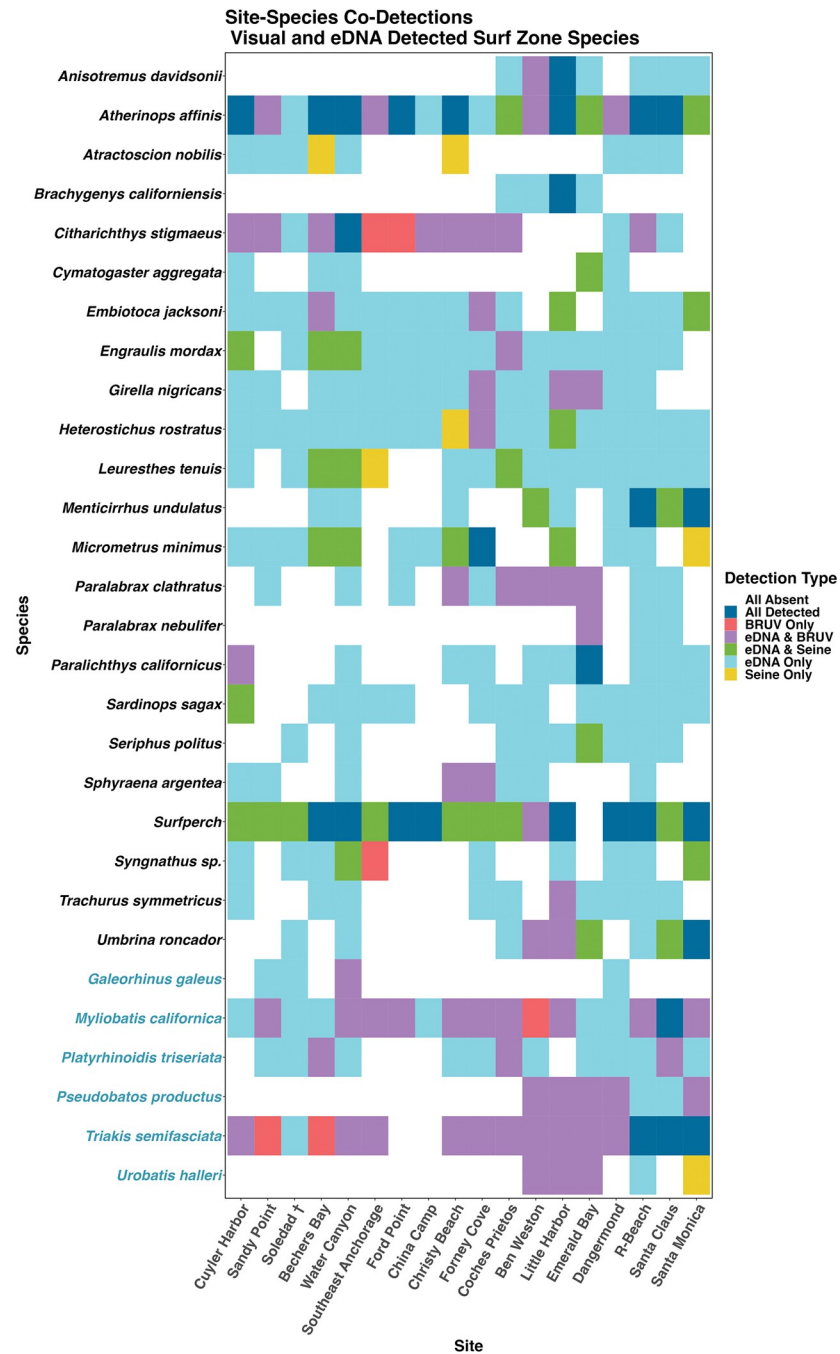 Site-Species Co-Detections
Visual and eDNA Detected Surf Zone Species
Anisotremus davidsonii
Atherinops affinis
Atractoscion nobilis
Brachygenys californiensis
Citharichthys stigmaeus
Cymatogaster aggregata
Embiotoca jacksoni
Engraulis mordax
Girella nigricans
Heterostichus rostratus
Leuresthes tenuis
Menticirrhus undulatus
Micrometrus minimus
Paralabrax clathratus
Paralabrax nebulifer
Paralichthys californicus
Sardinops sagax
Seriphus politus
Sphyraena argentea
Surfperch
Syngnathus sp.
Trachurus symmetricus
Umbrina roncador
Galeorhinus galeus
Myliobatis californica
Platyrhinoidis triseriata
Pseudobatos productus
Triakis semifasciata
Urobatis halleri
Species
Detection Type
All Absent
All Detected
BRUV Only
eDNA & BRUV
eDNA & Seine
eDNA Only
Seine Only
Cuyler Harbor
Sandy Point
Soledad †
Bechers Bay
Water Canyon
Southeast Anchorage
Ford Point
China Camp
Christy Beach
Forney Cove
Coches Prietos
Ben Weston
Little Harbor
Emerald Bay
Dangermond
R-Beach
Santa Claus
Santa Monica
Site